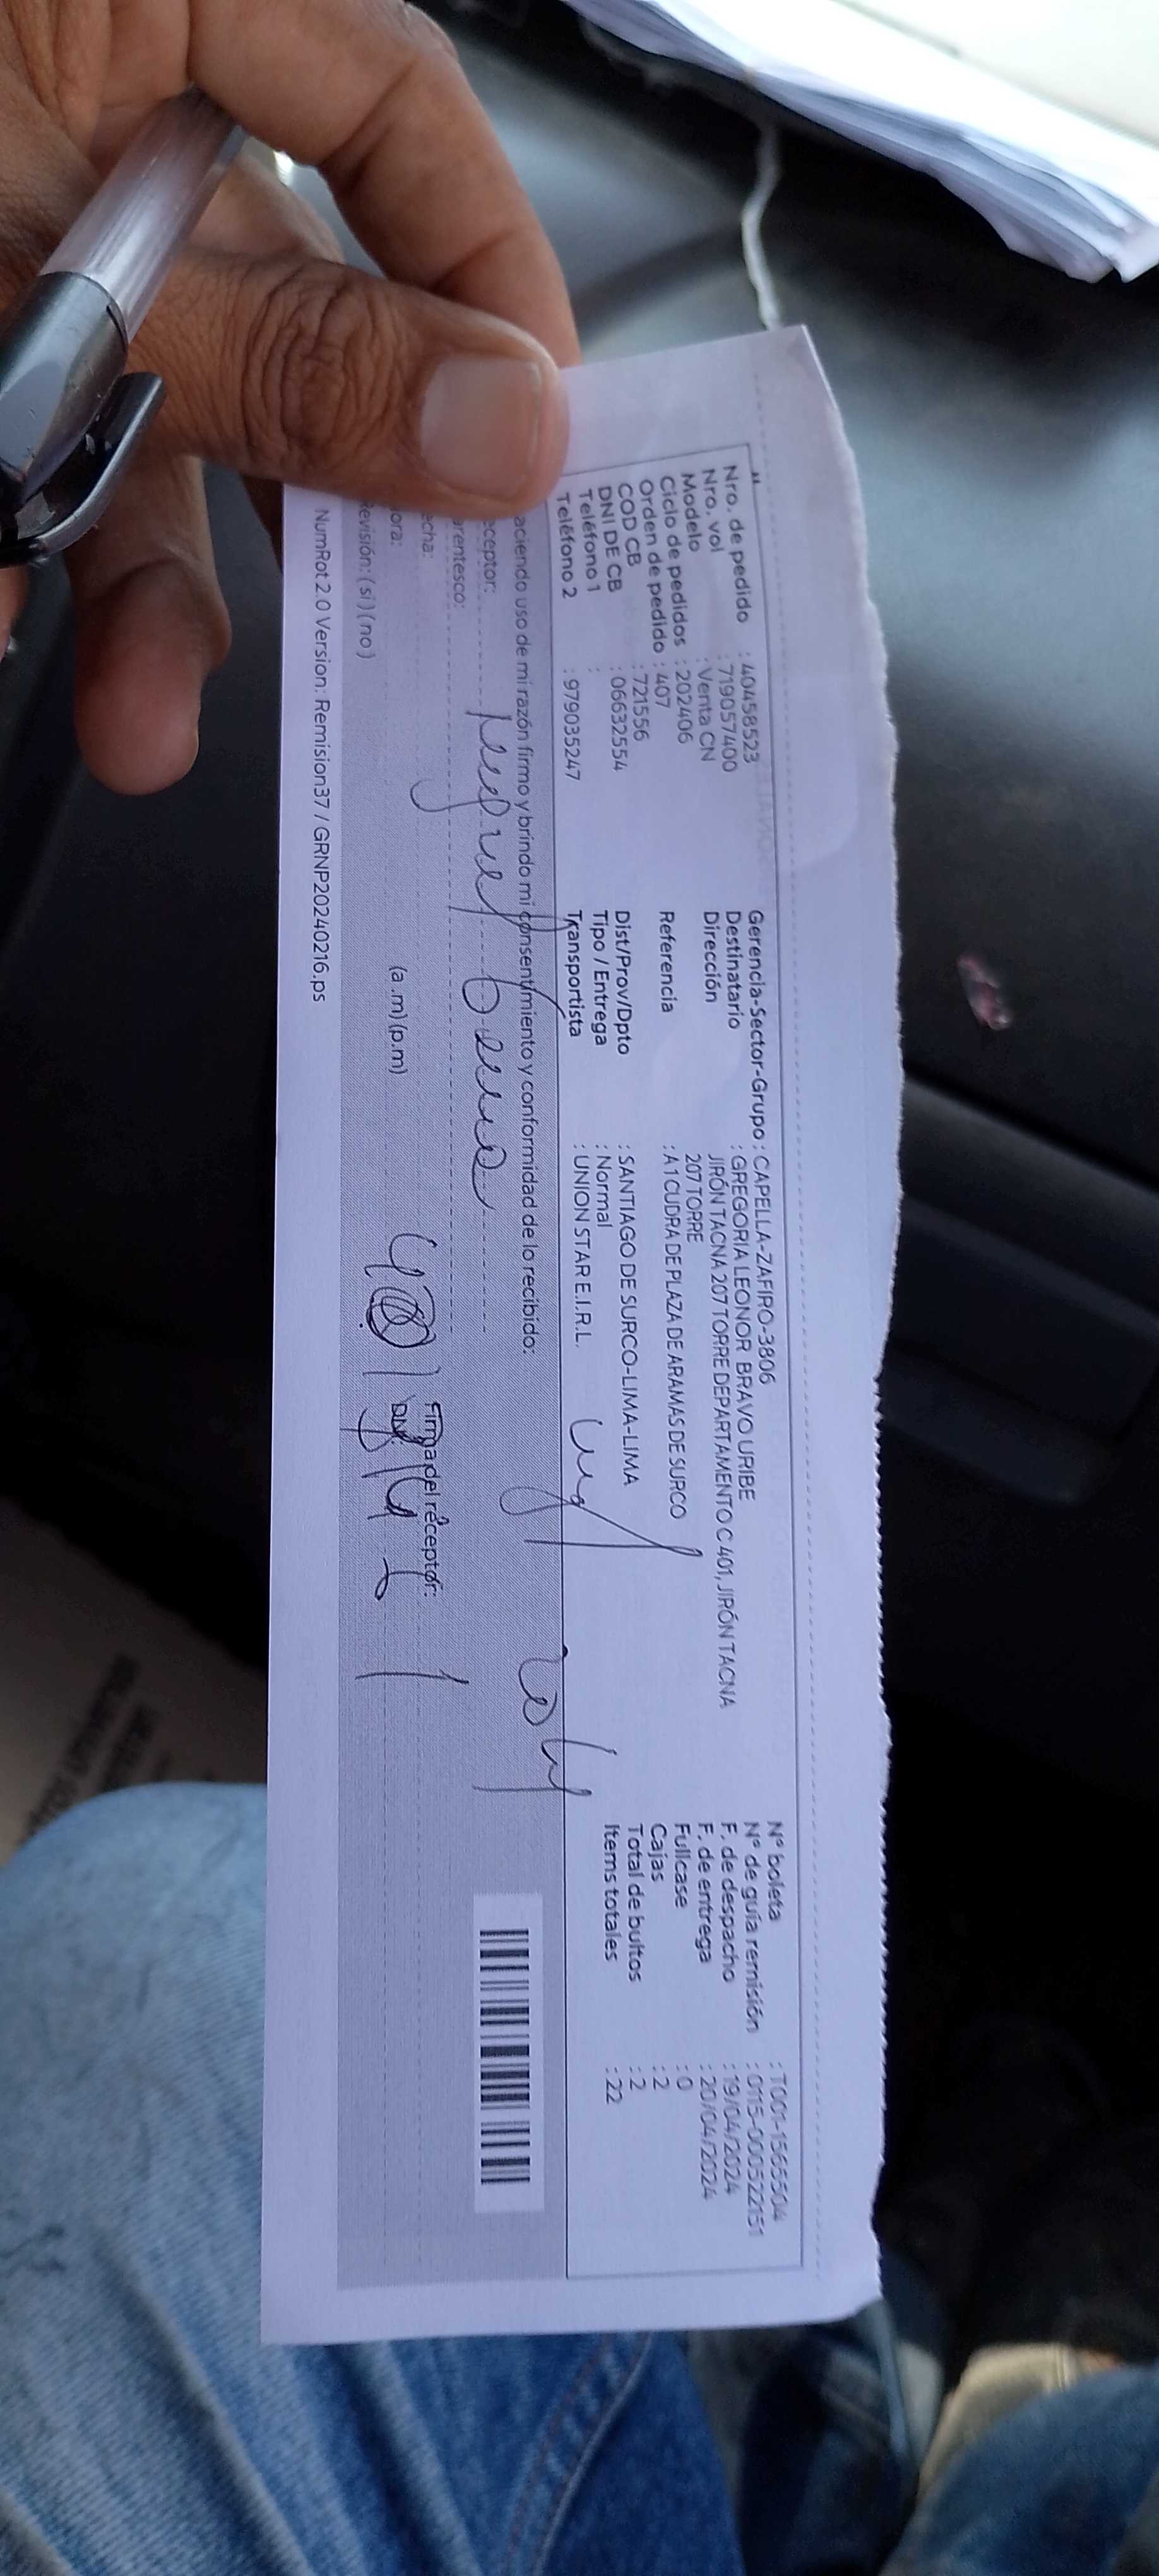 Nro. de pedido : 40458523
Nro. vol : 719057400
Modelo : Venta CN
Ciclo de pedidos : 202406
Orden de pedido : 407
COD CB : 721556
DNI DE CB : 06632554
Teléfono 1 :
Teléfono 2 : 979035247
Gerencia-Sector-Grupo : CAPELLA-ZAFIRO-3806
Destinatario : GREGORIA LEONOR BRAVO URIBE
Dirección JIRÓN TACNA 207 TORRE DEPARTAMENTO C 401, JIRÓN TACNA
207 TORRE
Referencia : A 1 CUDRA DE PLAZA DE ARAMAS DE SURCO
Dist/Prov/Dpto : SANTIAGO DE SURCO-LIMA-LIMA
Tipo / Entrega : Normal
Transportista : UNION STAR E.I.R.L.
N° boleta : T001-1565504
N° de guía remisión : 0115-00522151
F. de despacho : 19/04/2024
F. de entrega : 20/04/2024
Fullcase : 0
Cajas : 2
Total de bultos : 2
Items totales : 22
aciendo uso de mi razón firmo y brindo mi consentimiento y conformidad de lo recibido:
eceptor:
arentesco:
echa: Firma del receptor:
ora: (a.m)(p.m) DNI:
Revisión: (si)(no)
NumRot 2.0 Version: Remision37 / GRNP20240216.ps